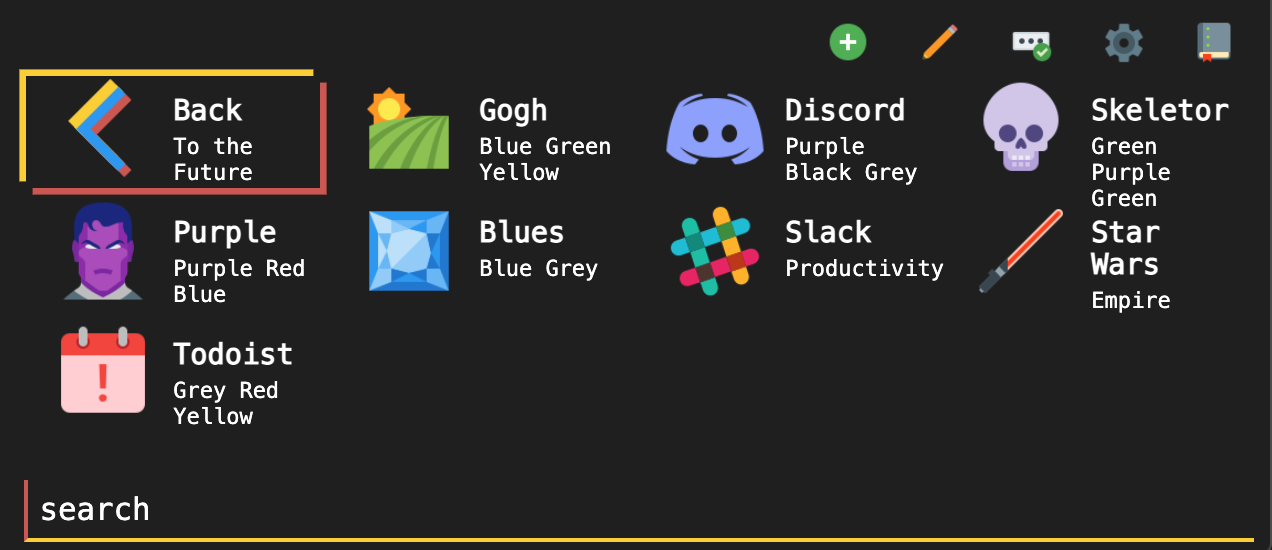 Back
To the
Future
Gogh
Blue Green
Yellow
Discord
Purple
Black Grey
Skeletor
Green
Purple
Green
Purple
Purple Red
Blue
Blues
Blue Grey
Slack
Productivity
Star
Wars
Empire
Todoist
Grey Red
Yellow
search